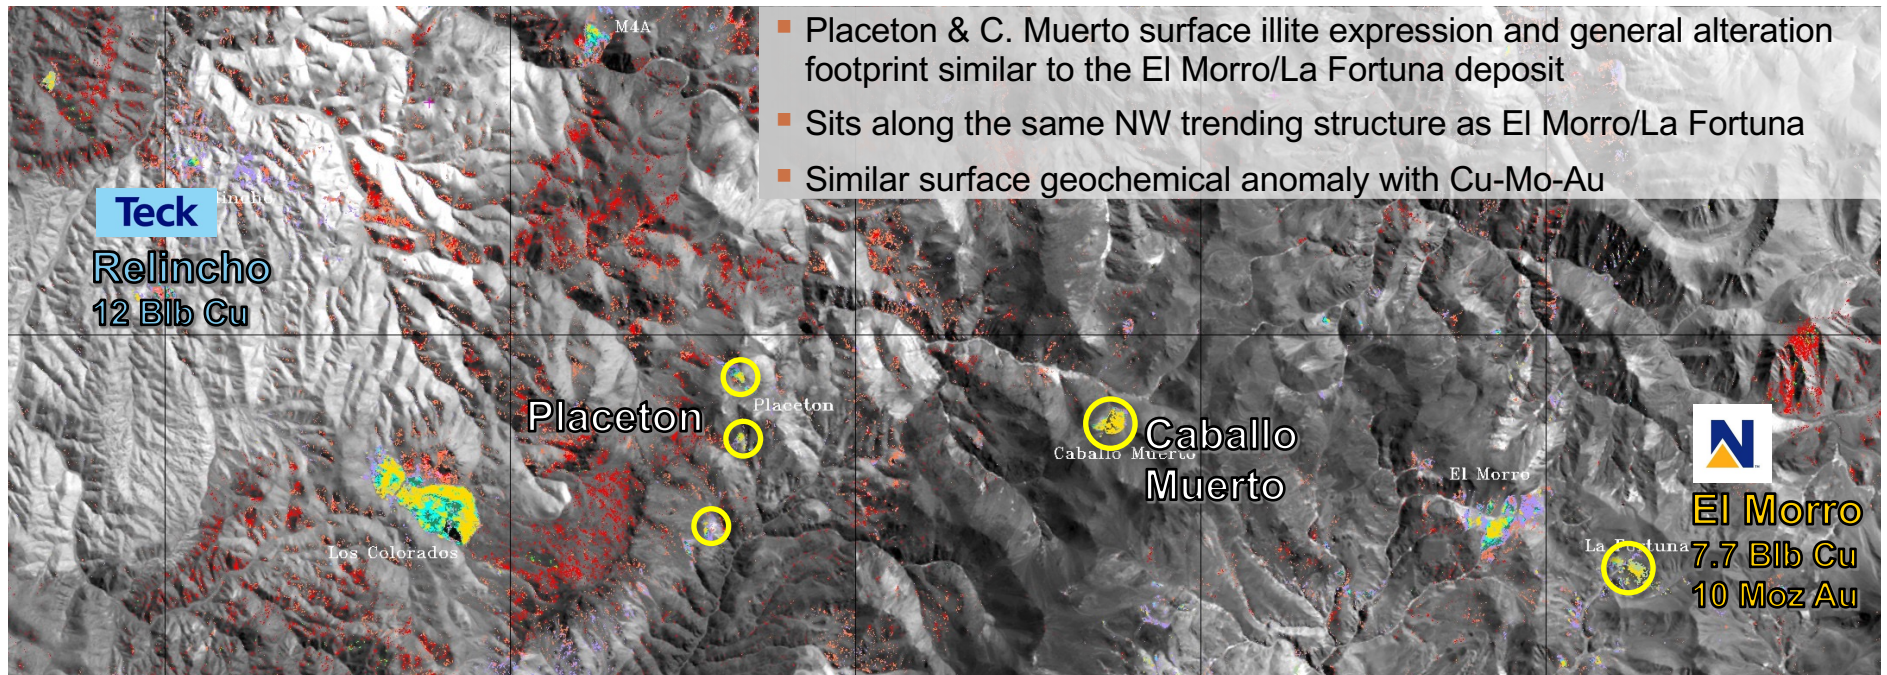 M4A
Placeton & C. Muerto surface illite expression and general alteration
footprint similar to the El Morro/La Fortuna deposit
Sits along the same NW trending structure as El Morro/La Fortuna
Similar surface geochemical anomaly with Cu-Mo-Au
Teck
Relincho
12 Blb Cu
Placeton
Placeton
Caballo Muerto
Caballo
Muerto
El Morro
Los Colorados
La Fortuna
N
El Morro
7.7 Blb Cu
10 Moz Au